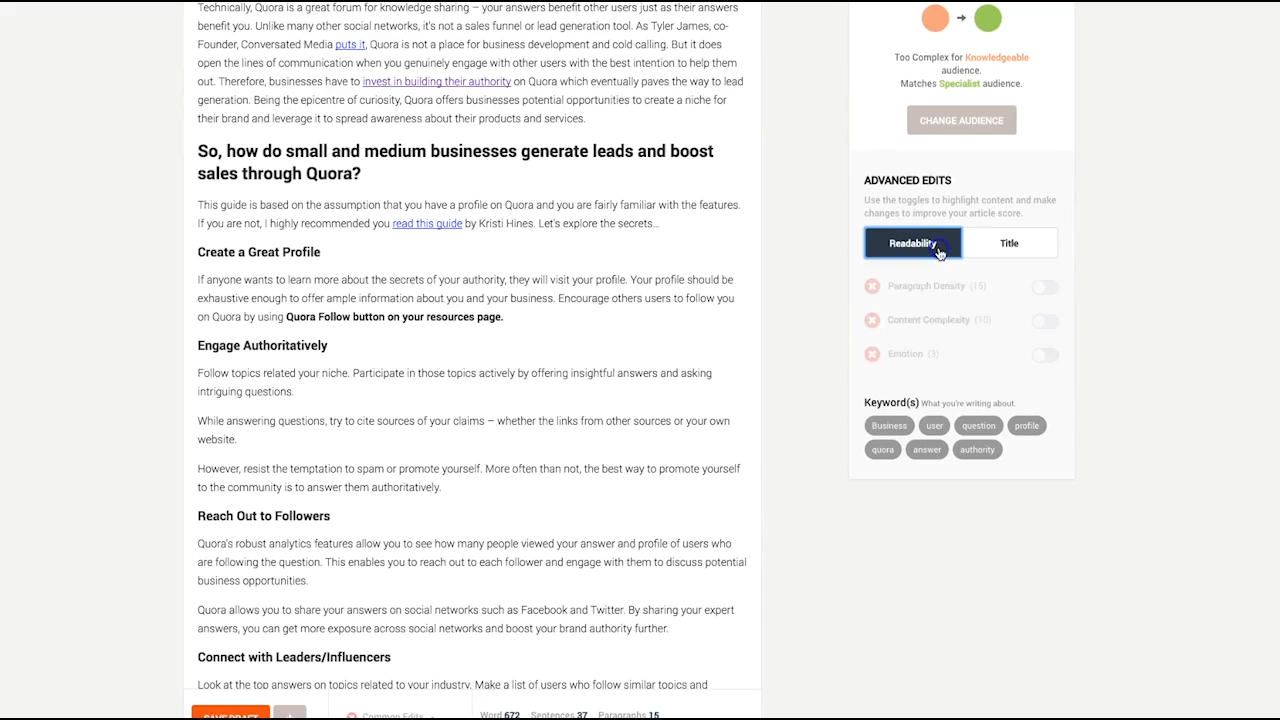 Technically, Quora is a great forum for knowledge sharing – your answers benefit other users just as their answers
benefit you. Unlike many other social networks, it's not a sales funnel or lead generation tool. As Tyler James, co-
Founder, Conversated Media puts it, Quora is not a place for business development and cold calling. But it does
open the lines of communication when you genuinely engage with other users with the best intention to help them
out. Therefore, businesses have to invest in building their authority on Quora which eventually paves the way to lead
generation. Being the epicentre of curiosity, Quora offers businesses potential opportunities to create a niche for
their brand and leverage it to spread awareness about their products and services.
So, how do small and medium businesses generate leads and boost
sales through Quora?
This guide is based on the assumption that you have a profile on Quora and you are fairly familiar with the features.
If you are not, I highly recommended you read this guide by Kristi Hines. Let's explore the secrets…
Create a Great Profile
If anyone wants to learn more about the secrets of your authority, they will visit your profile. Your profile should be
exhaustive enough to offer ample information about you and your business. Encourage others users to follow you
on Quora by using Quora Follow button on your resources page.
Engage Authoritatively
Follow topics related your niche. Participate in those topics actively by offering insightful answers and asking
intriguing questions.
While answering questions, try to cite sources of your claims – whether the links from other sources or your own
website.
However, resist the temptation to spam or promote yourself. More often than not, the best way to promote yourself
to the community is to answer them authoritatively.
Reach Out to Followers
Quora's robust analytics features allow you to see how many people viewed your answer and profile of users who
are following the question. This enables you to reach out to each follower and engage with them to discuss potential
business opportunities.
Quora allows you to share your answers on social networks such as Facebook and Twitter. By sharing your expert
answers, you can get more exposure across social networks and boost your brand authority further.
Connect with Leaders/Influencers
Look at the top answers on topics related to your industry. Make a list of users who follow similar topics and
SAVE DRAFT
Common Edits
Word 672 Sentences 37 Paragraphs 15
Too Complex for Knowledgeable
audience.
Matches Specialist audience.
CHANGE AUDIENCE
ADVANCED EDITS
Use the toggles to highlight content and make
changes to improve your article score.
Readability Title
Paragraph Density (15)
Content Complexity (10)
Emotion (3)
Keyword(s) What you're writing about.
Business user question profile
quora answer authority